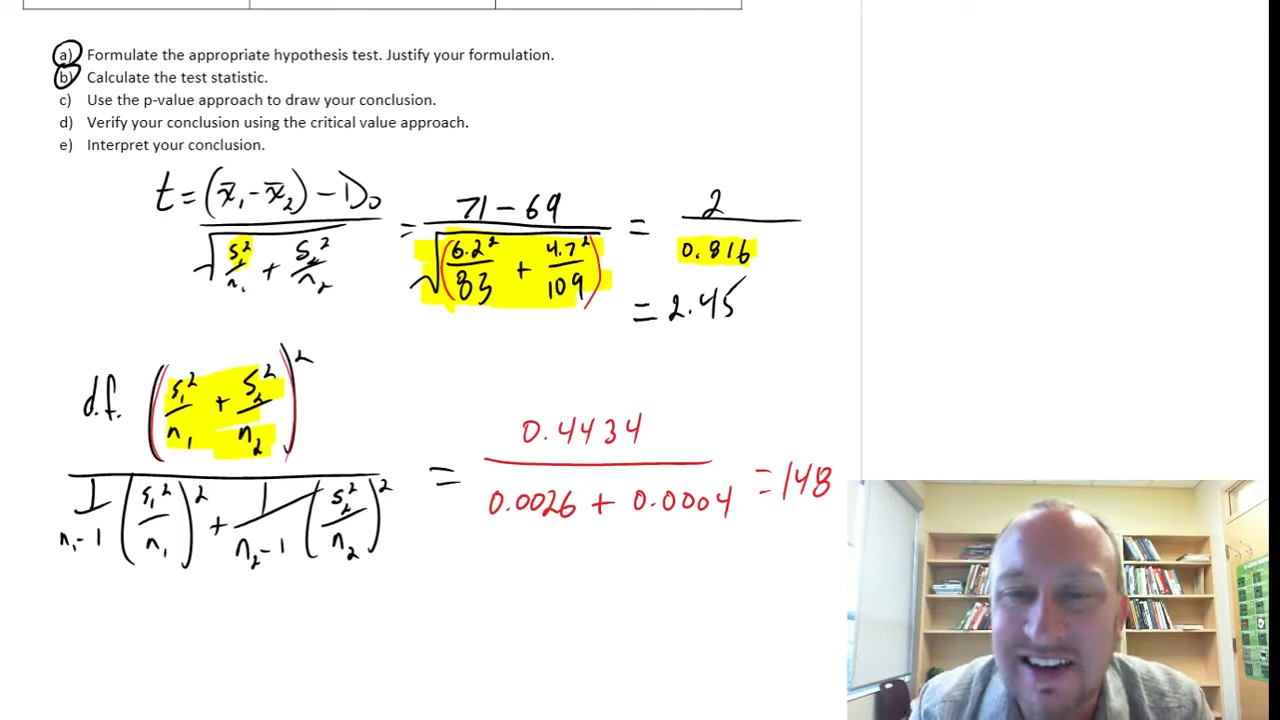 a) Formulate the appropriate hypothesis test. Justify your formulation.
b) Calculate the test statistic.
c) Use the p-value approach to draw your conclusion.
d) Verify your conclusion using the critical value approach.
e) Interpret your conclusion.
t = (x̄₁ - x̄₂) - D₀ / √(s₁²/n₁ + s₂²/n₂) = 71 - 69 / √(6.2²/83 + 4.7²/109) = 2 / 0.816
= 2.45
d.f. (s₁²/n₁ + s₂²/n₂)² / 1/n₁-1 (s₁²/n₁)² + 1/n₂-1 (s₂²/n₂)² = 0.4434 / 0.0026 + 0.0004 = 148